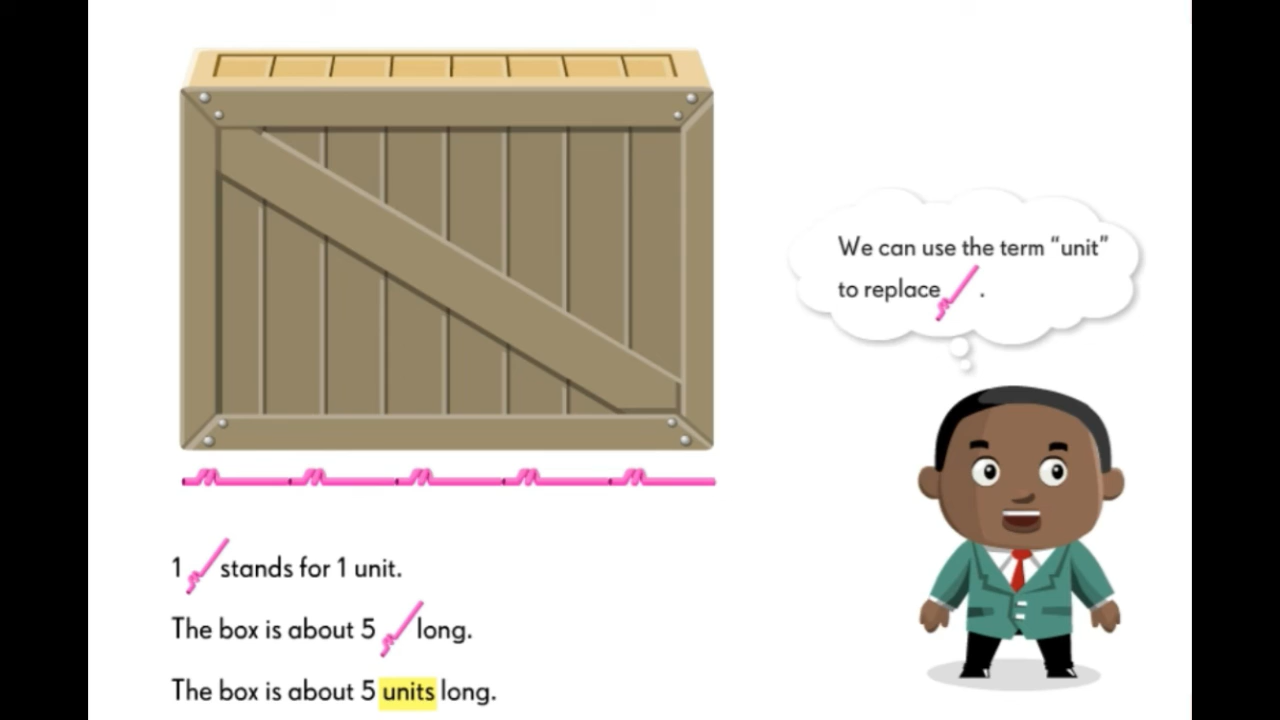 We can use the term “unit”
to replace .
1 stands for 1 unit.
The box is about 5 long.
The box is about 5 units long.